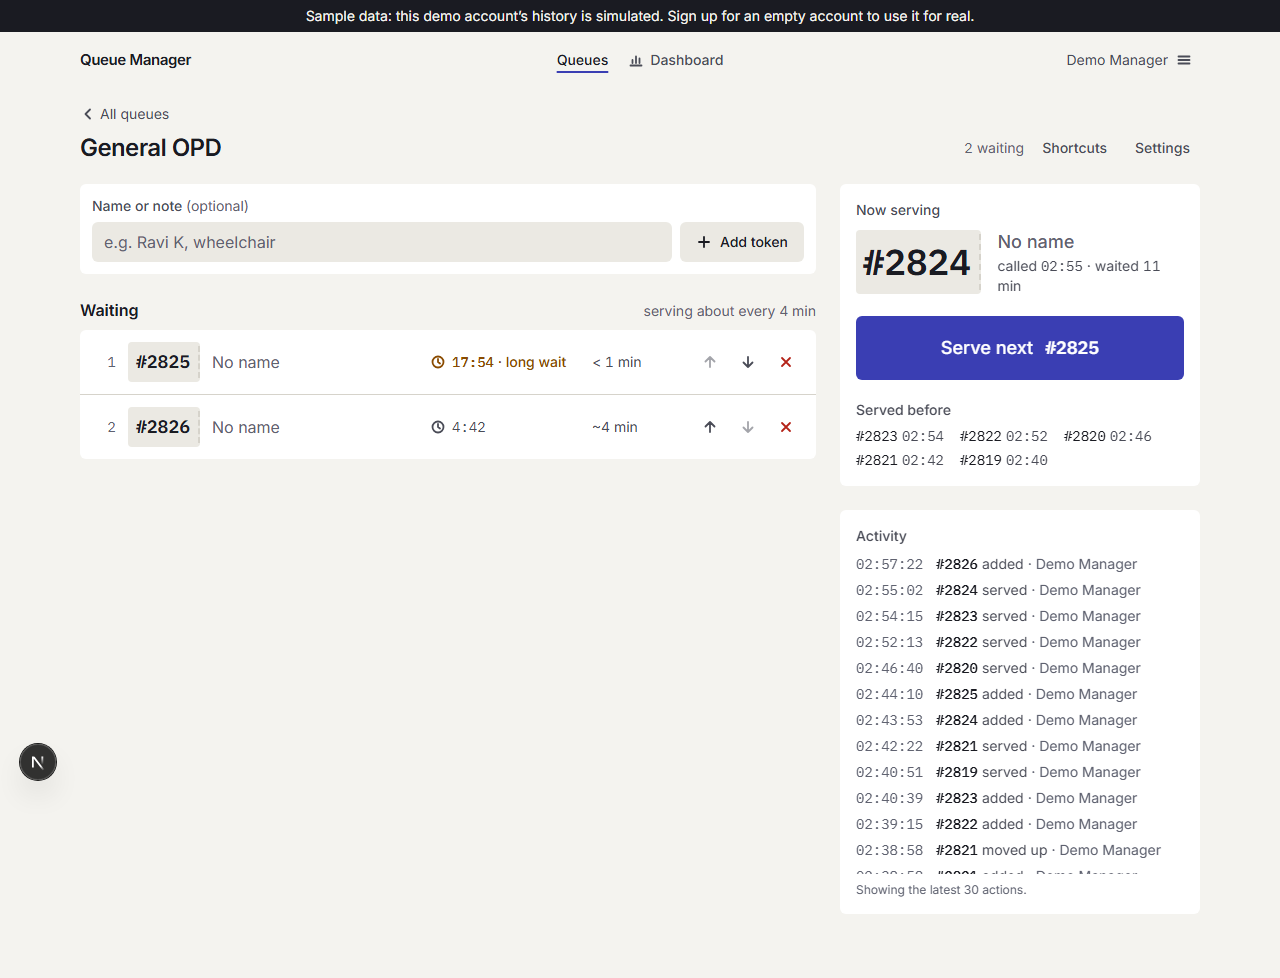 Sample data: this demo account’s history is simulated. Sign up for an empty account to use it for real.
Queue Manager
Queues
Dashboard
Demo Manager
All queues
General OPD
2 waiting
Shortcuts
Settings
Name or note (optional)
e.g. Ravi K, wheelchair
Add token
Waiting
serving about every 4 min
1 #2825 No name 17:54 · long wait < 1 min
2 #2826 No name 4:42 ~4 min
Now serving
#2824
No name
called 02:55 · waited 11
min
Serve next #2825
Served before
#2823 02:54 #2822 02:52 #2820 02:46
#2821 02:42 #2819 02:40
Activity
02:57:22 #2826 added · Demo Manager
02:55:02 #2824 served · Demo Manager
02:54:15 #2823 served · Demo Manager
02:52:13 #2822 served · Demo Manager
02:46:40 #2820 served · Demo Manager
02:44:10 #2825 added · Demo Manager
02:43:53 #2824 added · Demo Manager
02:42:22 #2821 served · Demo Manager
02:40:51 #2819 served · Demo Manager
02:40:39 #2823 added · Demo Manager
02:39:15 #2822 added · Demo Manager
02:38:58 #2821 moved up · Demo Manager
Showing the latest 30 actions.
N